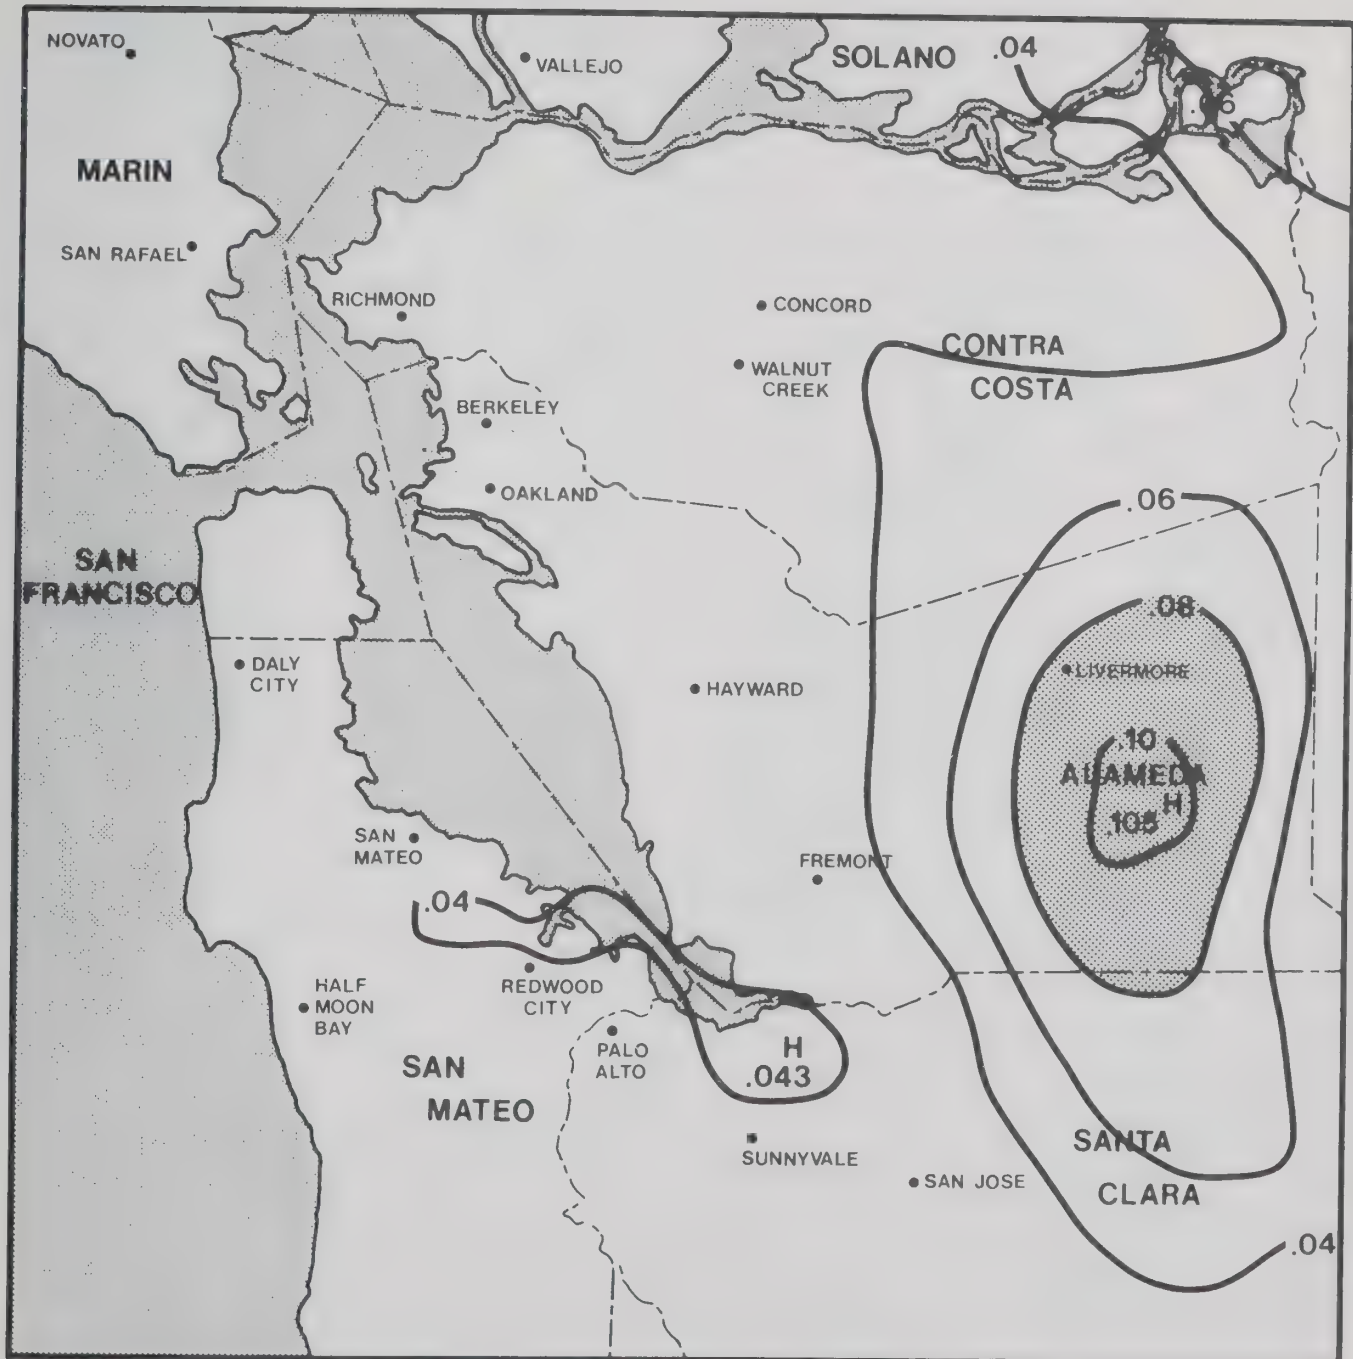 NOVATO
VALLEJO
SOLANO
.04
.06
MARIN
SAN RAFAEL
RICHMOND
CONCORD
CONTRA
COSTA
WALNUT
CREEK
BERKELEY
OAKLAND
.06
SAN
FRANCISCO
.08
DALY
CITY
LIVERMORE
HAYWARD
.10
ALAMEDA
H
.105
SAN
MATEO
FREMONT
.04
REDWOOD
CITY
HALF
MOON
BAY
PALO
ALTO
H
.043
SAN
MATEO
SUNNYVALE
SANTA
CLARA
SAN JOSE
.04